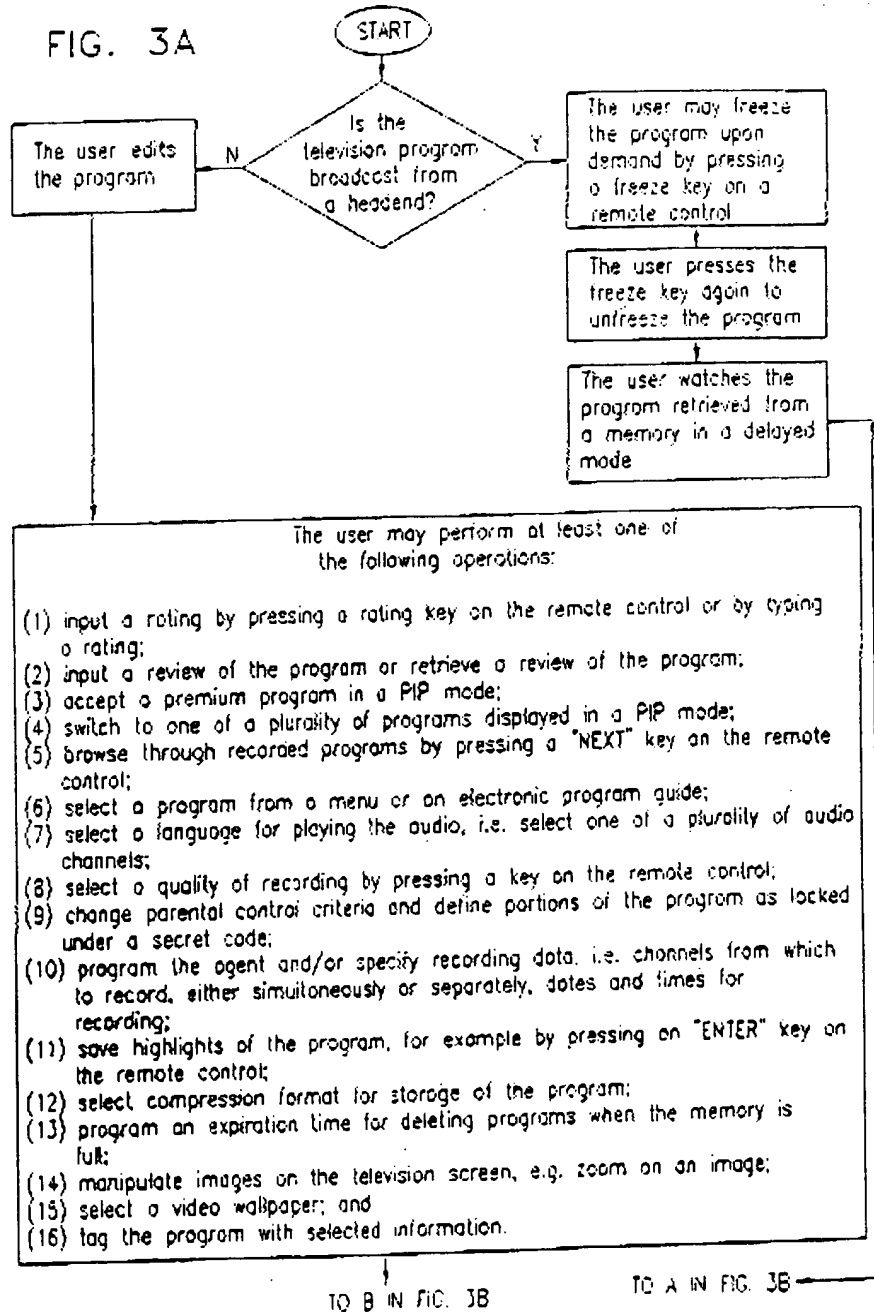 FIG. 3A
START
Is the
television program
broadcast from
a headend?
N
Y
The user edits
the program
The user may freeze
the program upon
demand by pressing
a freeze key on a
remote control
The user presses the
freeze key again to
unfreeze the program
The user watches the
program retrieved from
a memory in a delayed
mode
The user may perform at least one of
the following operations:
(1) input a rating by pressing a rating key on the remote control or by typing
a rating;
(2) input a review of the program or retrieve a review of the program;
(3) accept a premium program in a PIP mode;
(4) switch to one of a plurality of programs displayed in a PIP mode;
(5) browse through recorded programs by pressing a "NEXT" key on the remote
control;
(6) select a program from a menu or an electronic program guide;
(7) select a language for playing the audio, i.e. select one of a plurality of audio
channels;
(8) select a quality of recording by pressing a key on the remote control;
(9) change parental control criteria and define portions of the program as locked
under a secret code;
(10) program the agent and/or specify recording data, i.e. channels from which
to record, either simultaneously or separately, dates and times for
recording;
(11) save highlights of the program, for example by pressing an "ENTER" key on
the remote control;
(12) select compression format for storage of the program;
(13) program an expiration time for deleting programs when the memory is
full;
(14) manipulate images on the television screen, e.g. zoom on an image;
(15) select a video wallpaper; and
(16) tag the program with selected information.
TO B IN FIG. 3B
TO A IN FIG. 3B